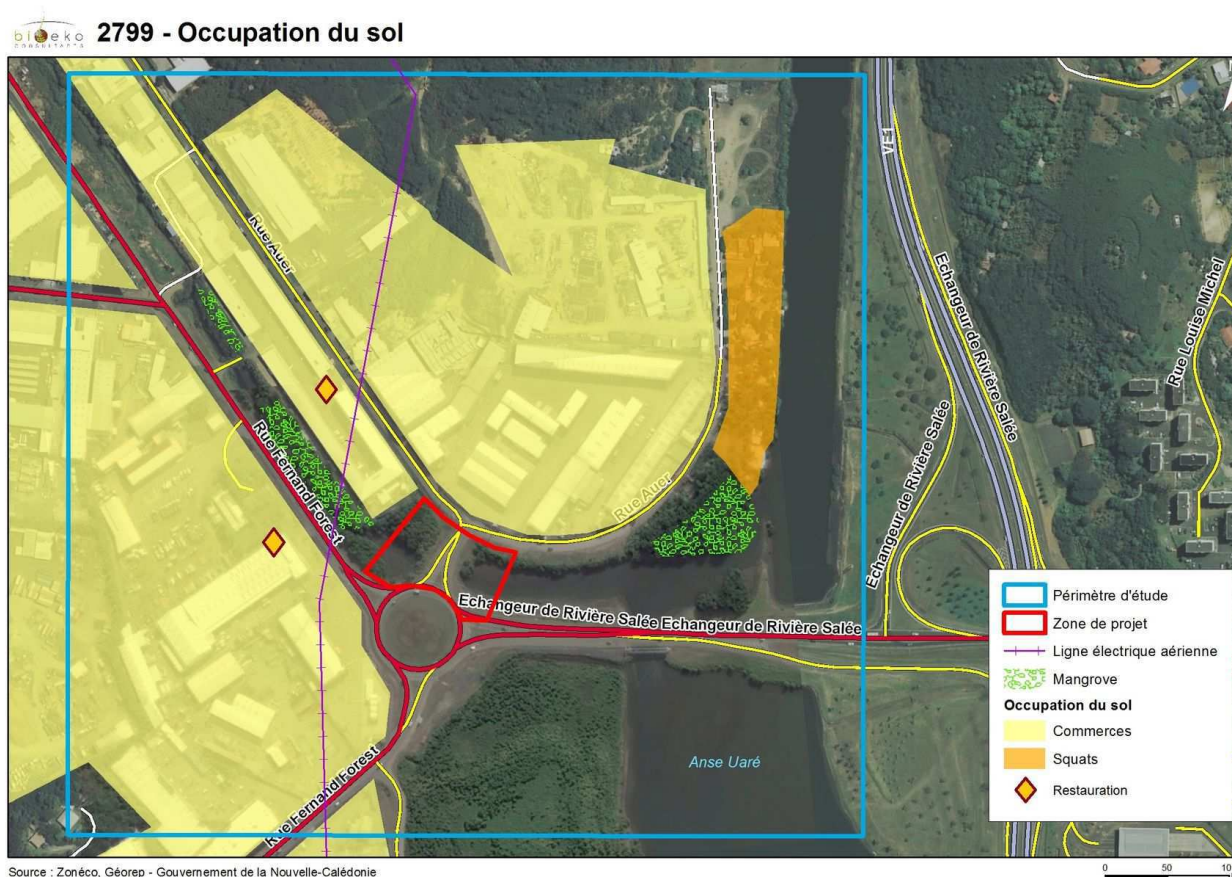 bioeko
CONSULTANTS
2799 - Occupation du sol
VE1
Rue Auer
Echangeur de Rivière Salée
Rue Louise Michel
Echangeur de Rivière Salée
Rue Fernand Forest
Rue Auer
Echangeur de Rivière Salée Echangeur de Rivière Salée
Anse Uaré
Rue Fernand Forest
Périmètre d'étude
Zone de projet
Ligne électrique aérienne
Mangrove
Occupation du sol
Commerces
Squats
Restauration
Source : Zonéco, Géorep - Gouvernement de la Nouvelle-Calédonie
0 50